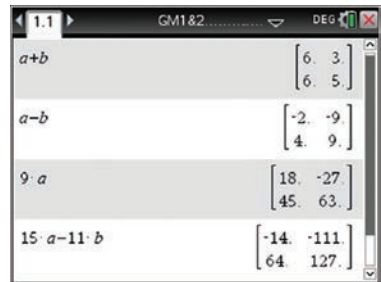 1.1 GM1&2 DEG
a+b [6. 3.
6. 5.]
a−b [-2. -9.
4. 9.]
9·a [18. -27.
45. 63.]
15·a−11·b [-14. -111.
64. 127.]